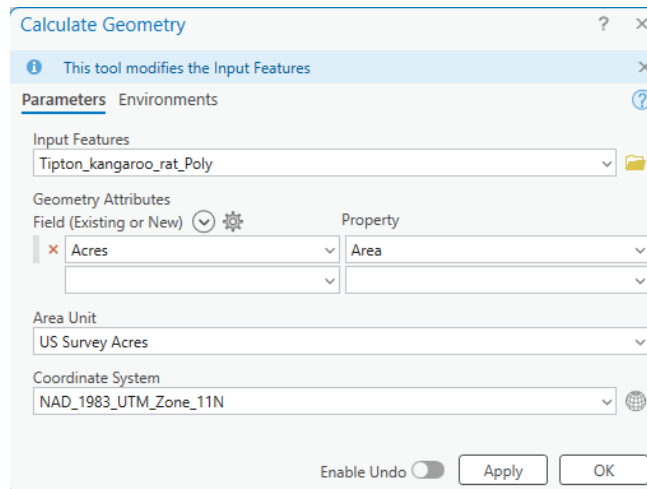 Calculate Geometry
This tool modifies the Input Features
Parameters Environments
Input Features
Tipton_kangaroo_rat_Poly
Geometry Attributes
Field (Existing or New) Property
Acres Area
Area Unit
US Survey Acres
Coordinate System
NAD_1983_UTM_Zone_11N
Enable Undo Apply OK